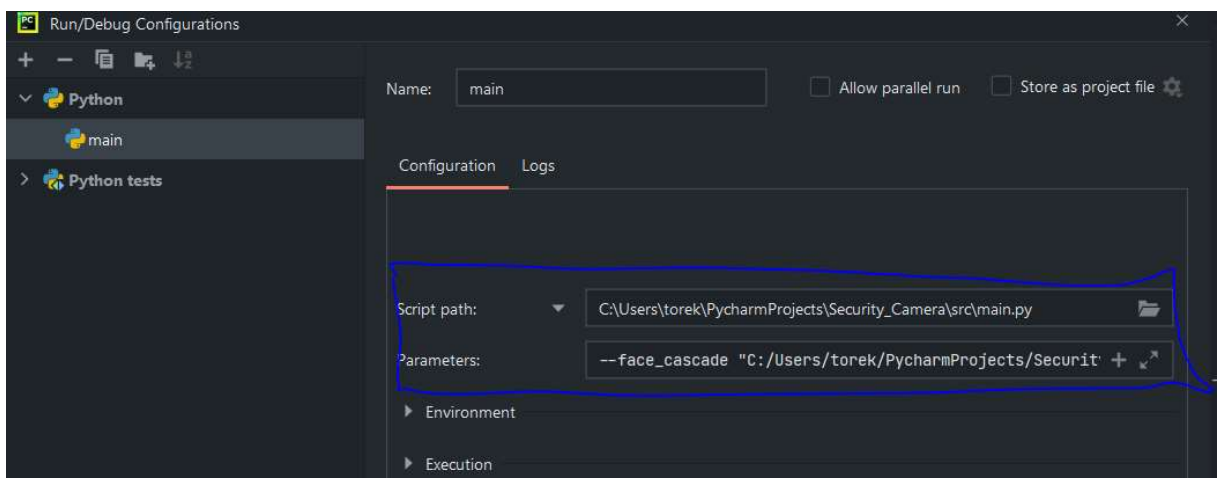 PC
Run/Debug Configurations
Python
main
Python tests
Name: main Allow parallel run Store as project file
Configuration Logs
Script path: C:\Users\torek\PycharmProjects\Security_Camera\src\main.py
Parameters: --face_cascade "C:/Users/torek/PycharmProjects/Securit
Environment
Execution